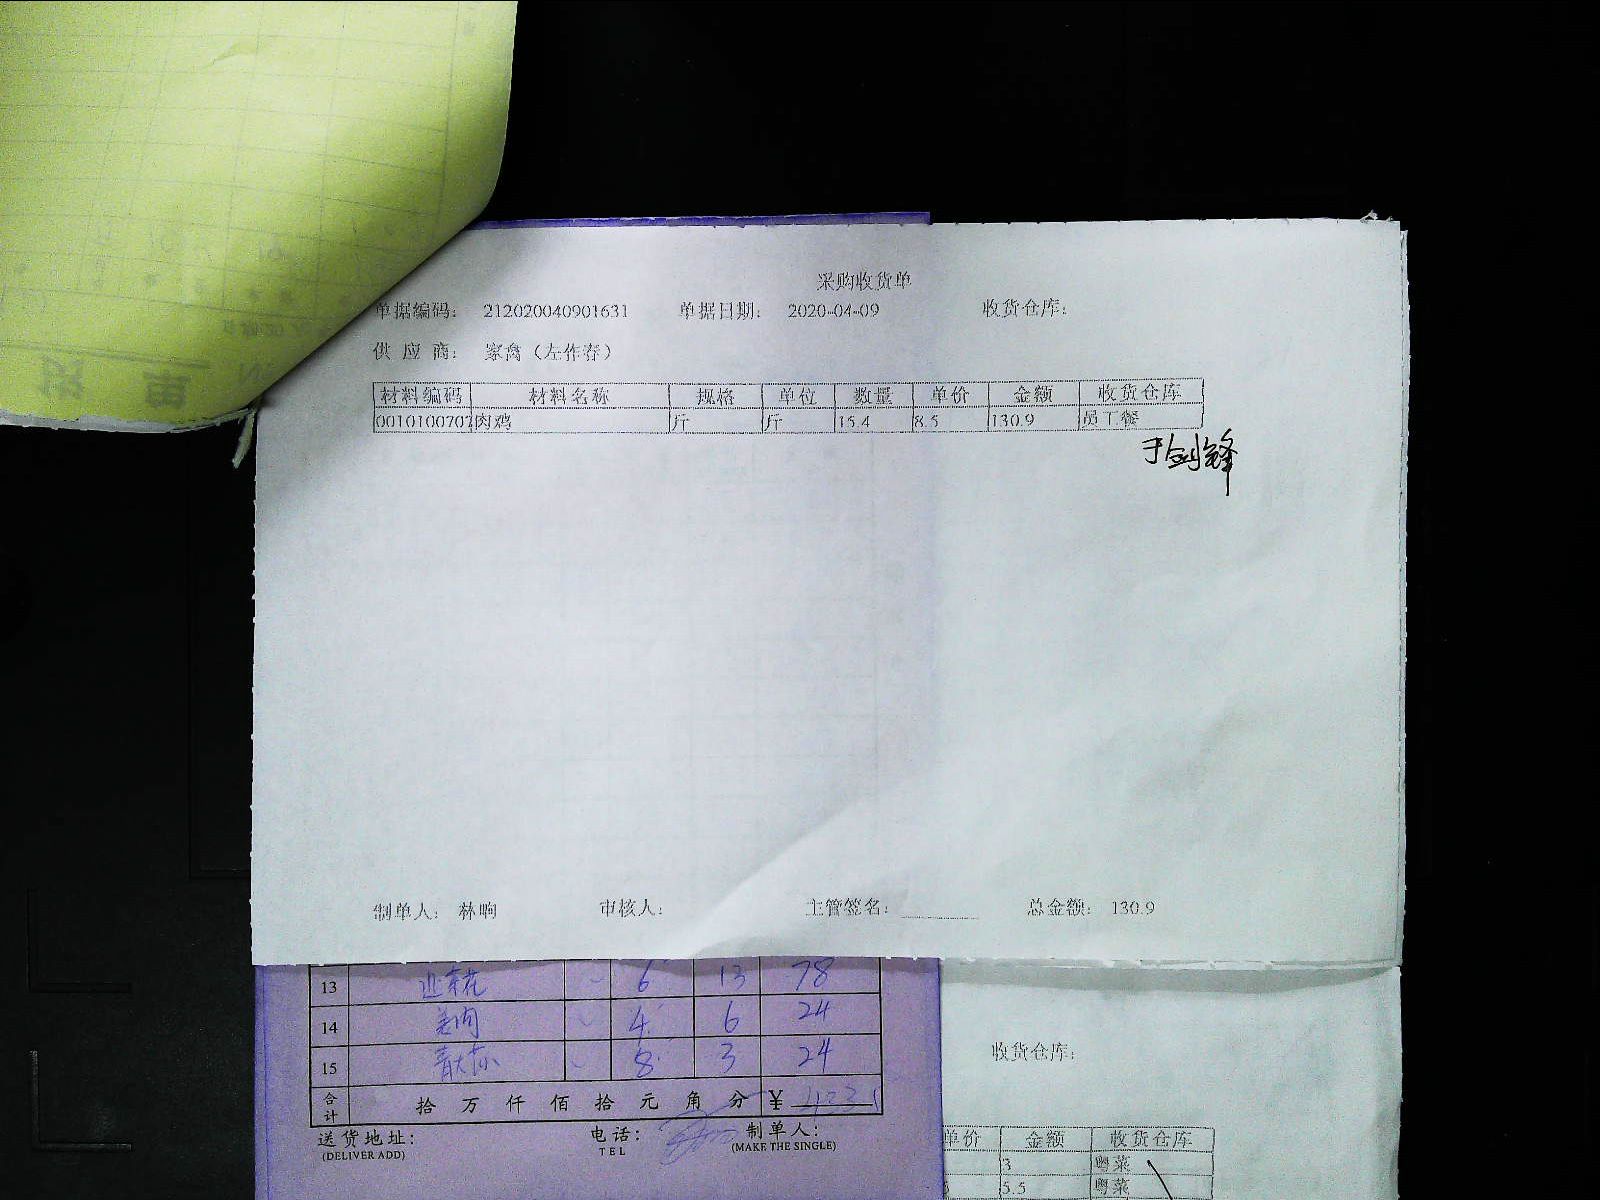 采购收货单
单据编码： 212020040901631 单据日期： 2020-04-09 收货仓库：
供 应 商： 家禽（左作春）
材料编码 材料名称 规格 单位 数量 单价 金额 收货仓库
0010100707 肉鸡 斤 斤 15.4 8.5 130.9 员工餐
于剑锋
制单人： 林晌 审核人： 主管签名： 总金额： 130.9
13 6 13 78
14 姜肉 4 6 24
15 8 3 24
合计 拾 万 仟 佰 拾 元 角 分 ¥
送货地址： 电话： 制单人：
(DELIVER ADD) TEL (MAKE THE SINGLE)
收货仓库：
单价 金额 收货仓库
3 粤菜
5.5 粤菜